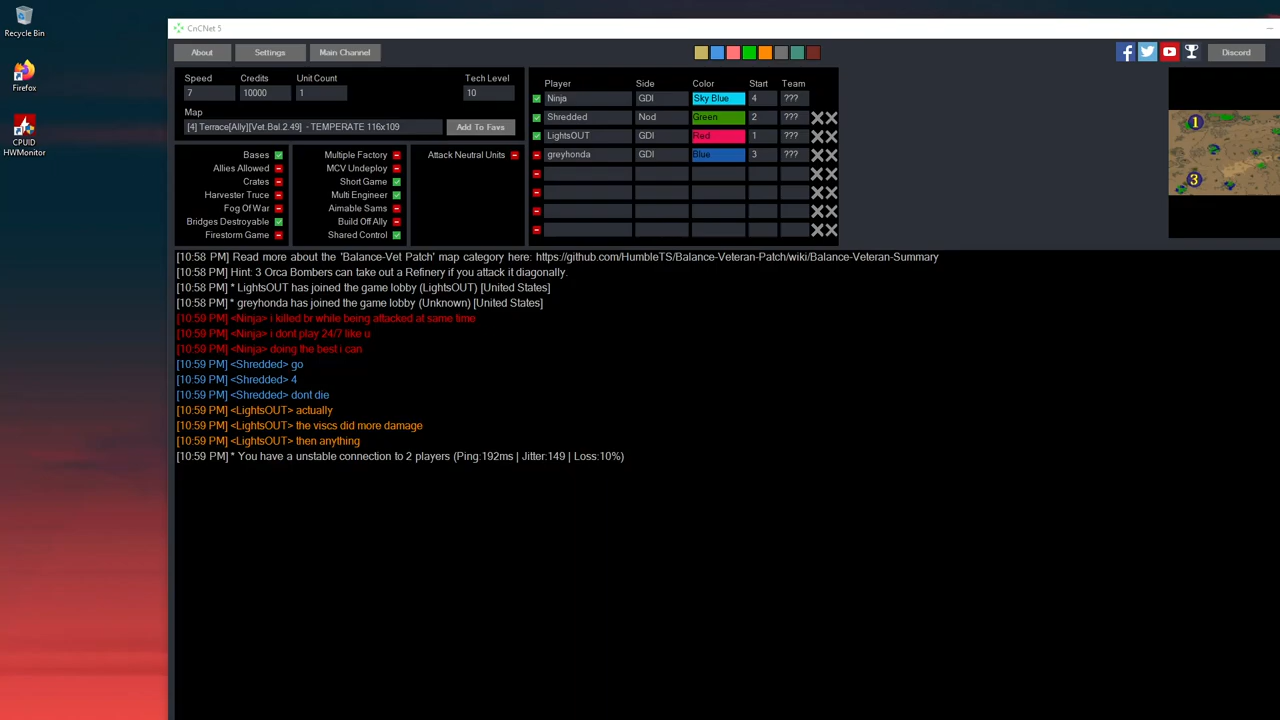 Recycle Bin
Firefox
CPUID
HWMonitor
CnCNet 5
About Settings Main Channel Discord
Speed Credits Unit Count Tech Level
7 10000 1 10
Map
[4] Terrace[Ally][Vet.Bal.2.49] - TEMPERATE 116x109 Add To Favs
Player Side Color Start Team
Ninja GDI Sky Blue 4 ???
Shredded Nod Green 2 ???
LightsOUT GDI Red 1 ???
greyhonda GDI Blue 3 ???
1
3
Bases
Allies Allowed
Crates
Harvester Truce
Fog Of War
Bridges Destroyable
Firestorm Game
Multiple Factory
MCV Undeploy
Short Game
Multi Engineer
Aimable Sams
Build Off Ally
Shared Control
Attack Neutral Units
[10:58 PM] Read more about the 'Balance-Vet Patch' map category here: https://github.com/HumbleTS/Balance-Veteran-Patch/wiki/Balance-Veteran-Summary
[10:58 PM] Hint: 3 Orca Bombers can take out a Refinery if you attack it diagonally.
[10:58 PM] * LightsOUT has joined the game lobby (LightsOUT) [United States]
[10:58 PM] * greyhonda has joined the game lobby (Unknown) [United States]
[10:59 PM] <Ninja> i killed br while being attacked at same time
[10:59 PM] <Ninja> i dont play 24/7 like u
[10:59 PM] <Ninja> doing the best i can
[10:59 PM] <Shredded> go
[10:59 PM] <Shredded> 4
[10:59 PM] <Shredded> dont die
[10:59 PM] <LightsOUT> actually
[10:59 PM] <LightsOUT> the viscs did more damage
[10:59 PM] <LightsOUT> then anything
[10:59 PM] * You have a unstable connection to 2 players (Ping:192ms | Jitter:149 | Loss:10%)